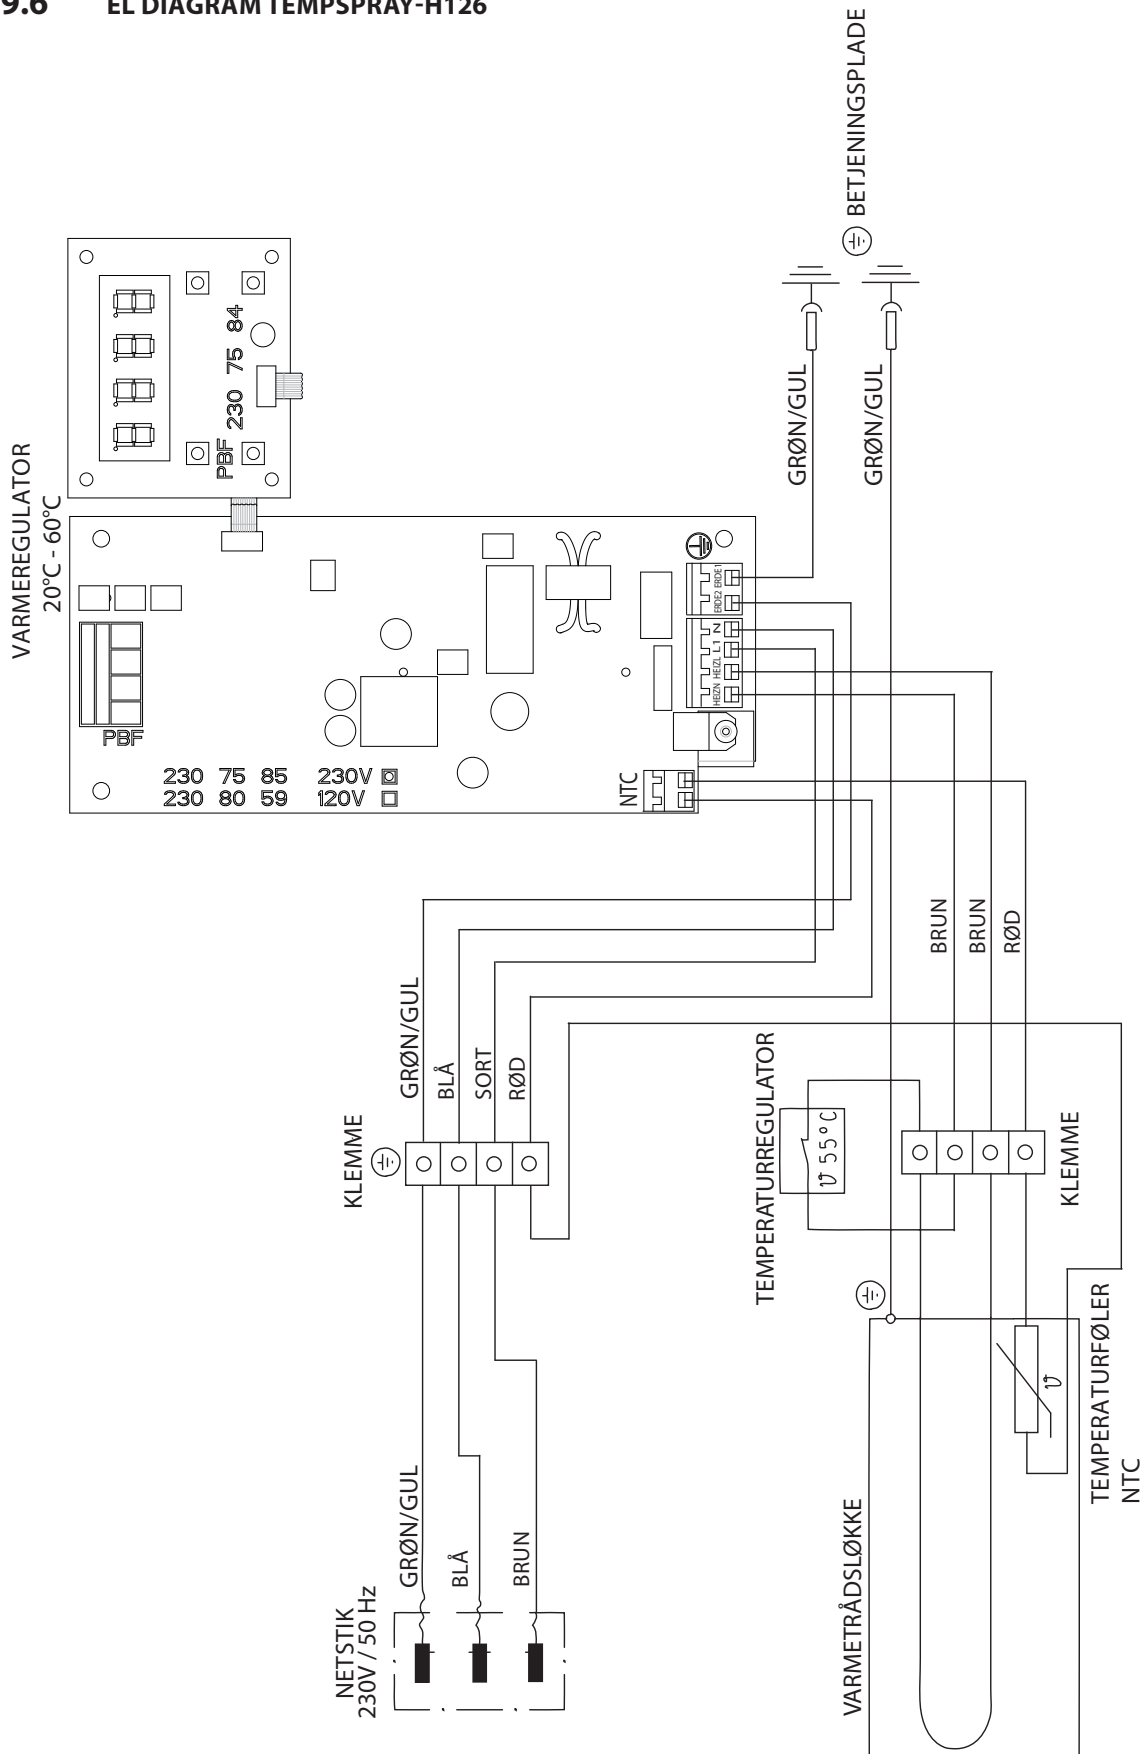 9.6 EL DIAGRAM TEMPSPRAY-H126
BETJENINGSPLADE
VARMEREGULATOR
20°C - 60°C
PBF
230 75 84
GRØN/GUL
GRØN/GUL
ERDE2 ERDE1
HEIZN HEIZL L1 N
PBF
230 75 85 230V
230 80 59 120V
NTC
BRUN
BRUN
RØD
GRØN/GUL
BLÅ
SORT
RØD
KLEMME
TEMPERATURREGULATOR
ϑ 55°C
KLEMME
TEMPERATURFØLER
NTC
ϑ
VARMETRÅDSLØKKE
GRØN/GUL
BLÅ
BRUN
NETSTIK
230V / 50 Hz